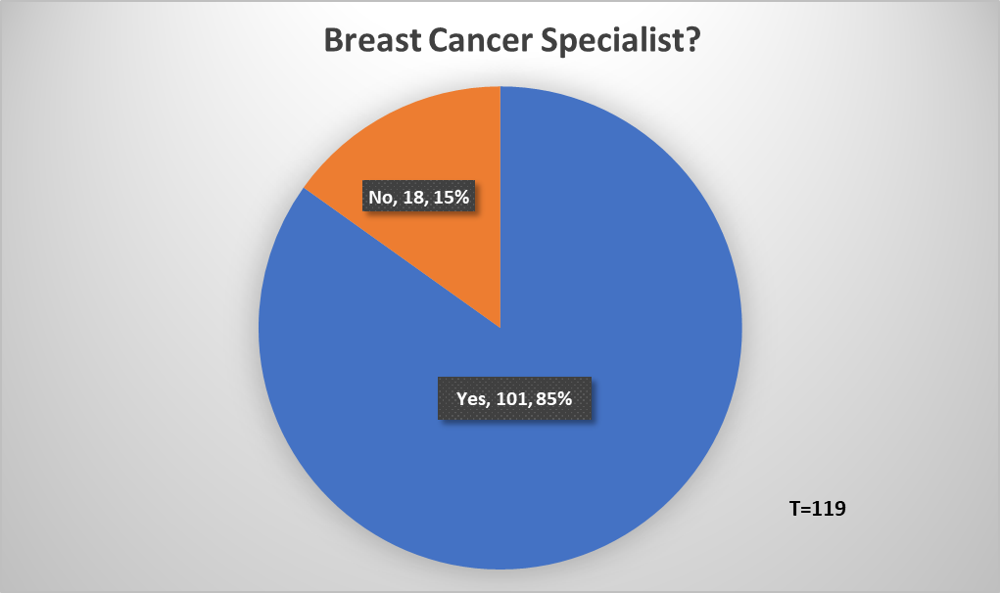 Breast Cancer Specialist?
No, 18, 15%
Yes, 101, 85%
T=119